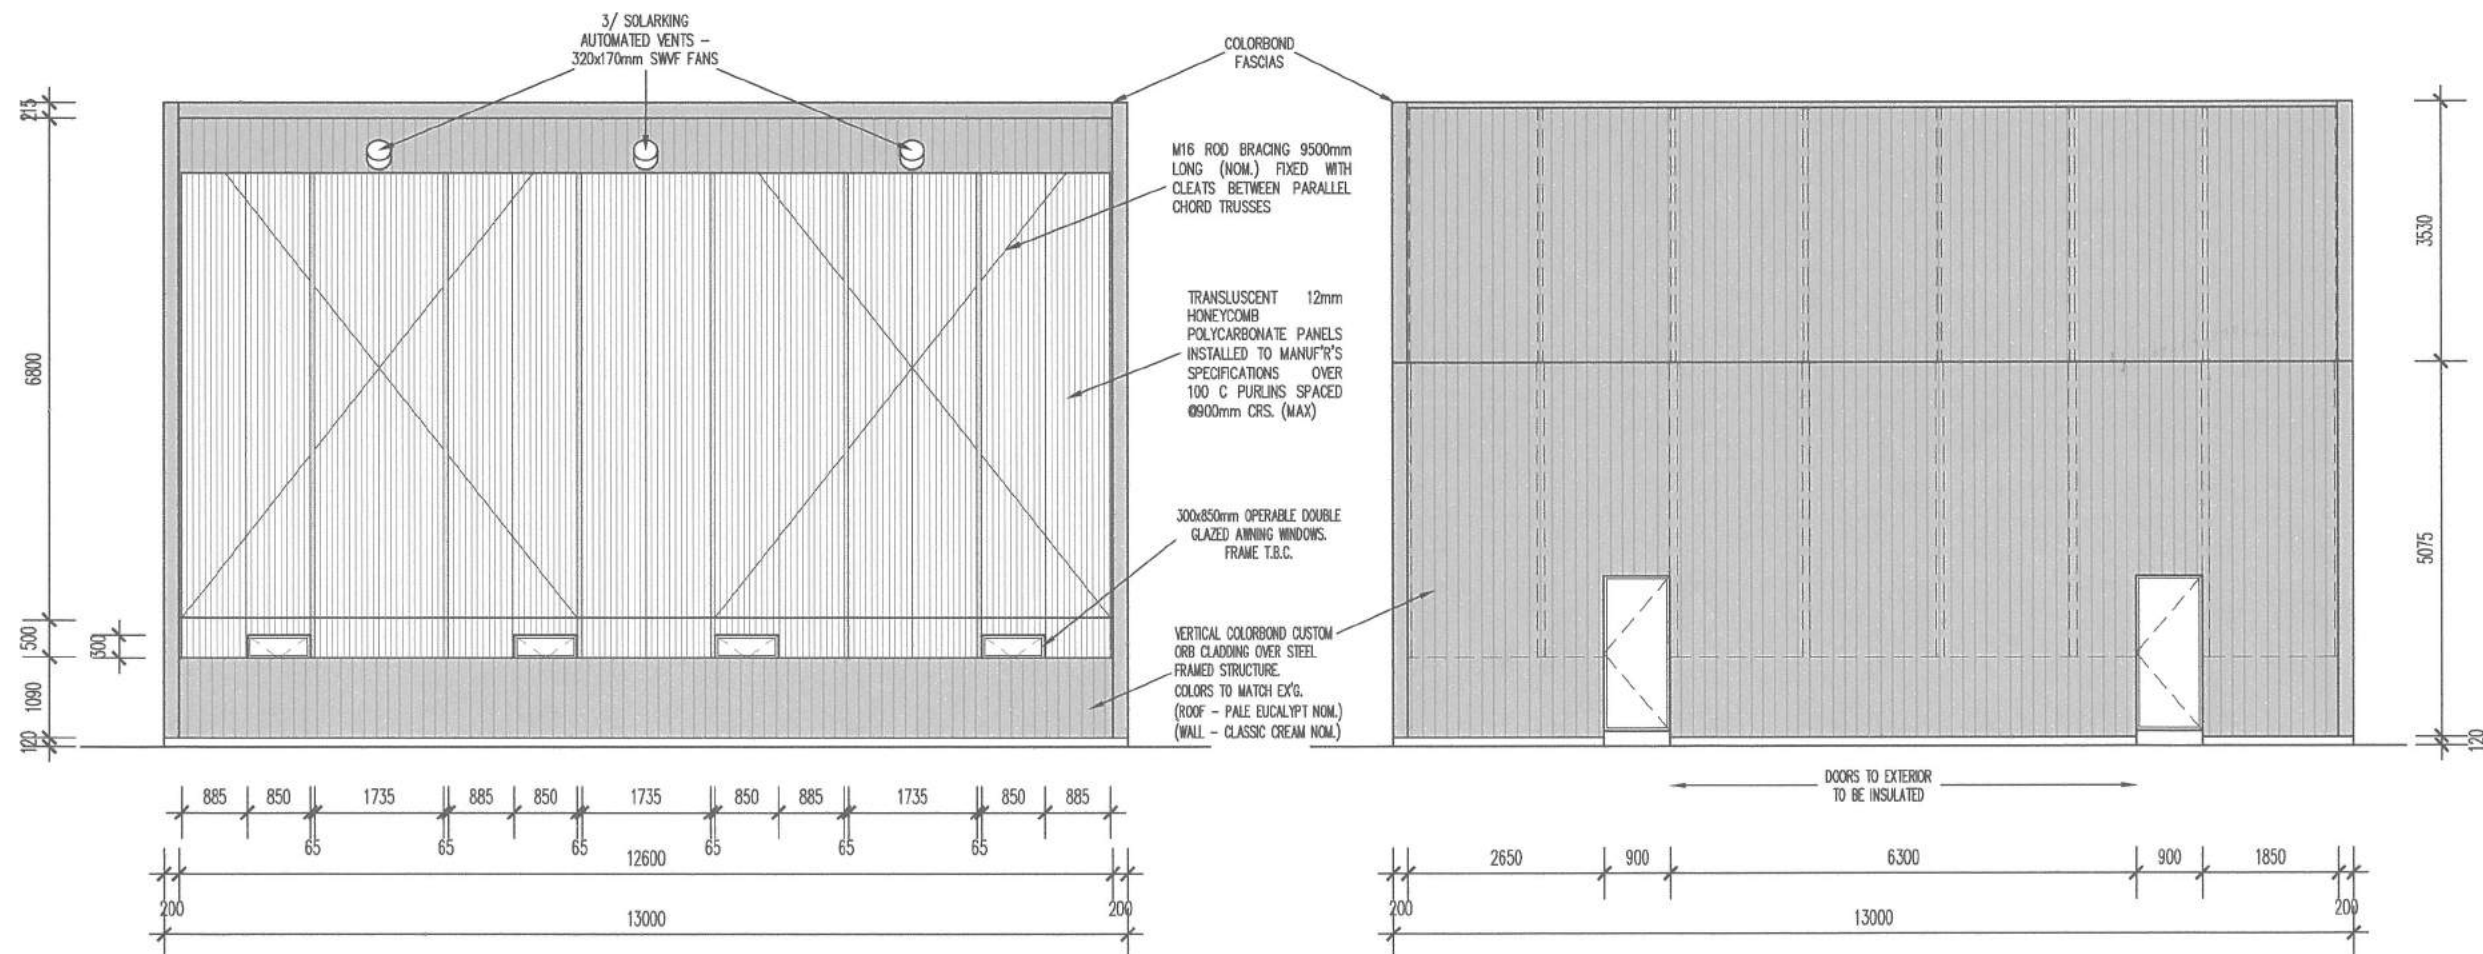 3/ SOLARKING
AUTOMATED VENTS -
320x170mm SWVF FANS
COLORBOND
FASCIAS
M16 ROD BRACING 9500mm
LONG (NOM.) FIXED WITH
CLEATS BETWEEN PARALLEL
CHORD TRUSSES
TRANSLUSCENT 12mm
HONEYCOMB
POLYCARBONATE PANELS
INSTALLED TO MANUF'R'S
SPECIFICATIONS OVER
100 C PURLINS SPACED
@900mm CRS. (MAX)
300x850mm OPERABLE DOUBLE
GLAZED AWNING WINDOWS.
FRAME T.B.C.
VERTICAL COLORBOND CUSTOM
ORB CLADDING OVER STEEL
FRAMED STRUCTURE.
COLORS TO MATCH EX'G.
(ROOF - PALE EUCALYPT NOM.)
(WALL - CLASSIC CREAM NOM.)
215
6800
500
300
1090
120
3530
5075
120
885 850 1735 885 850 1735 850 885 1735 850 885
65 65 65 65 65 65
12600
200 200
13000
DOORS TO EXTERIOR
TO BE INSULATED
2650 900 6300 900 1850
200 200
13000